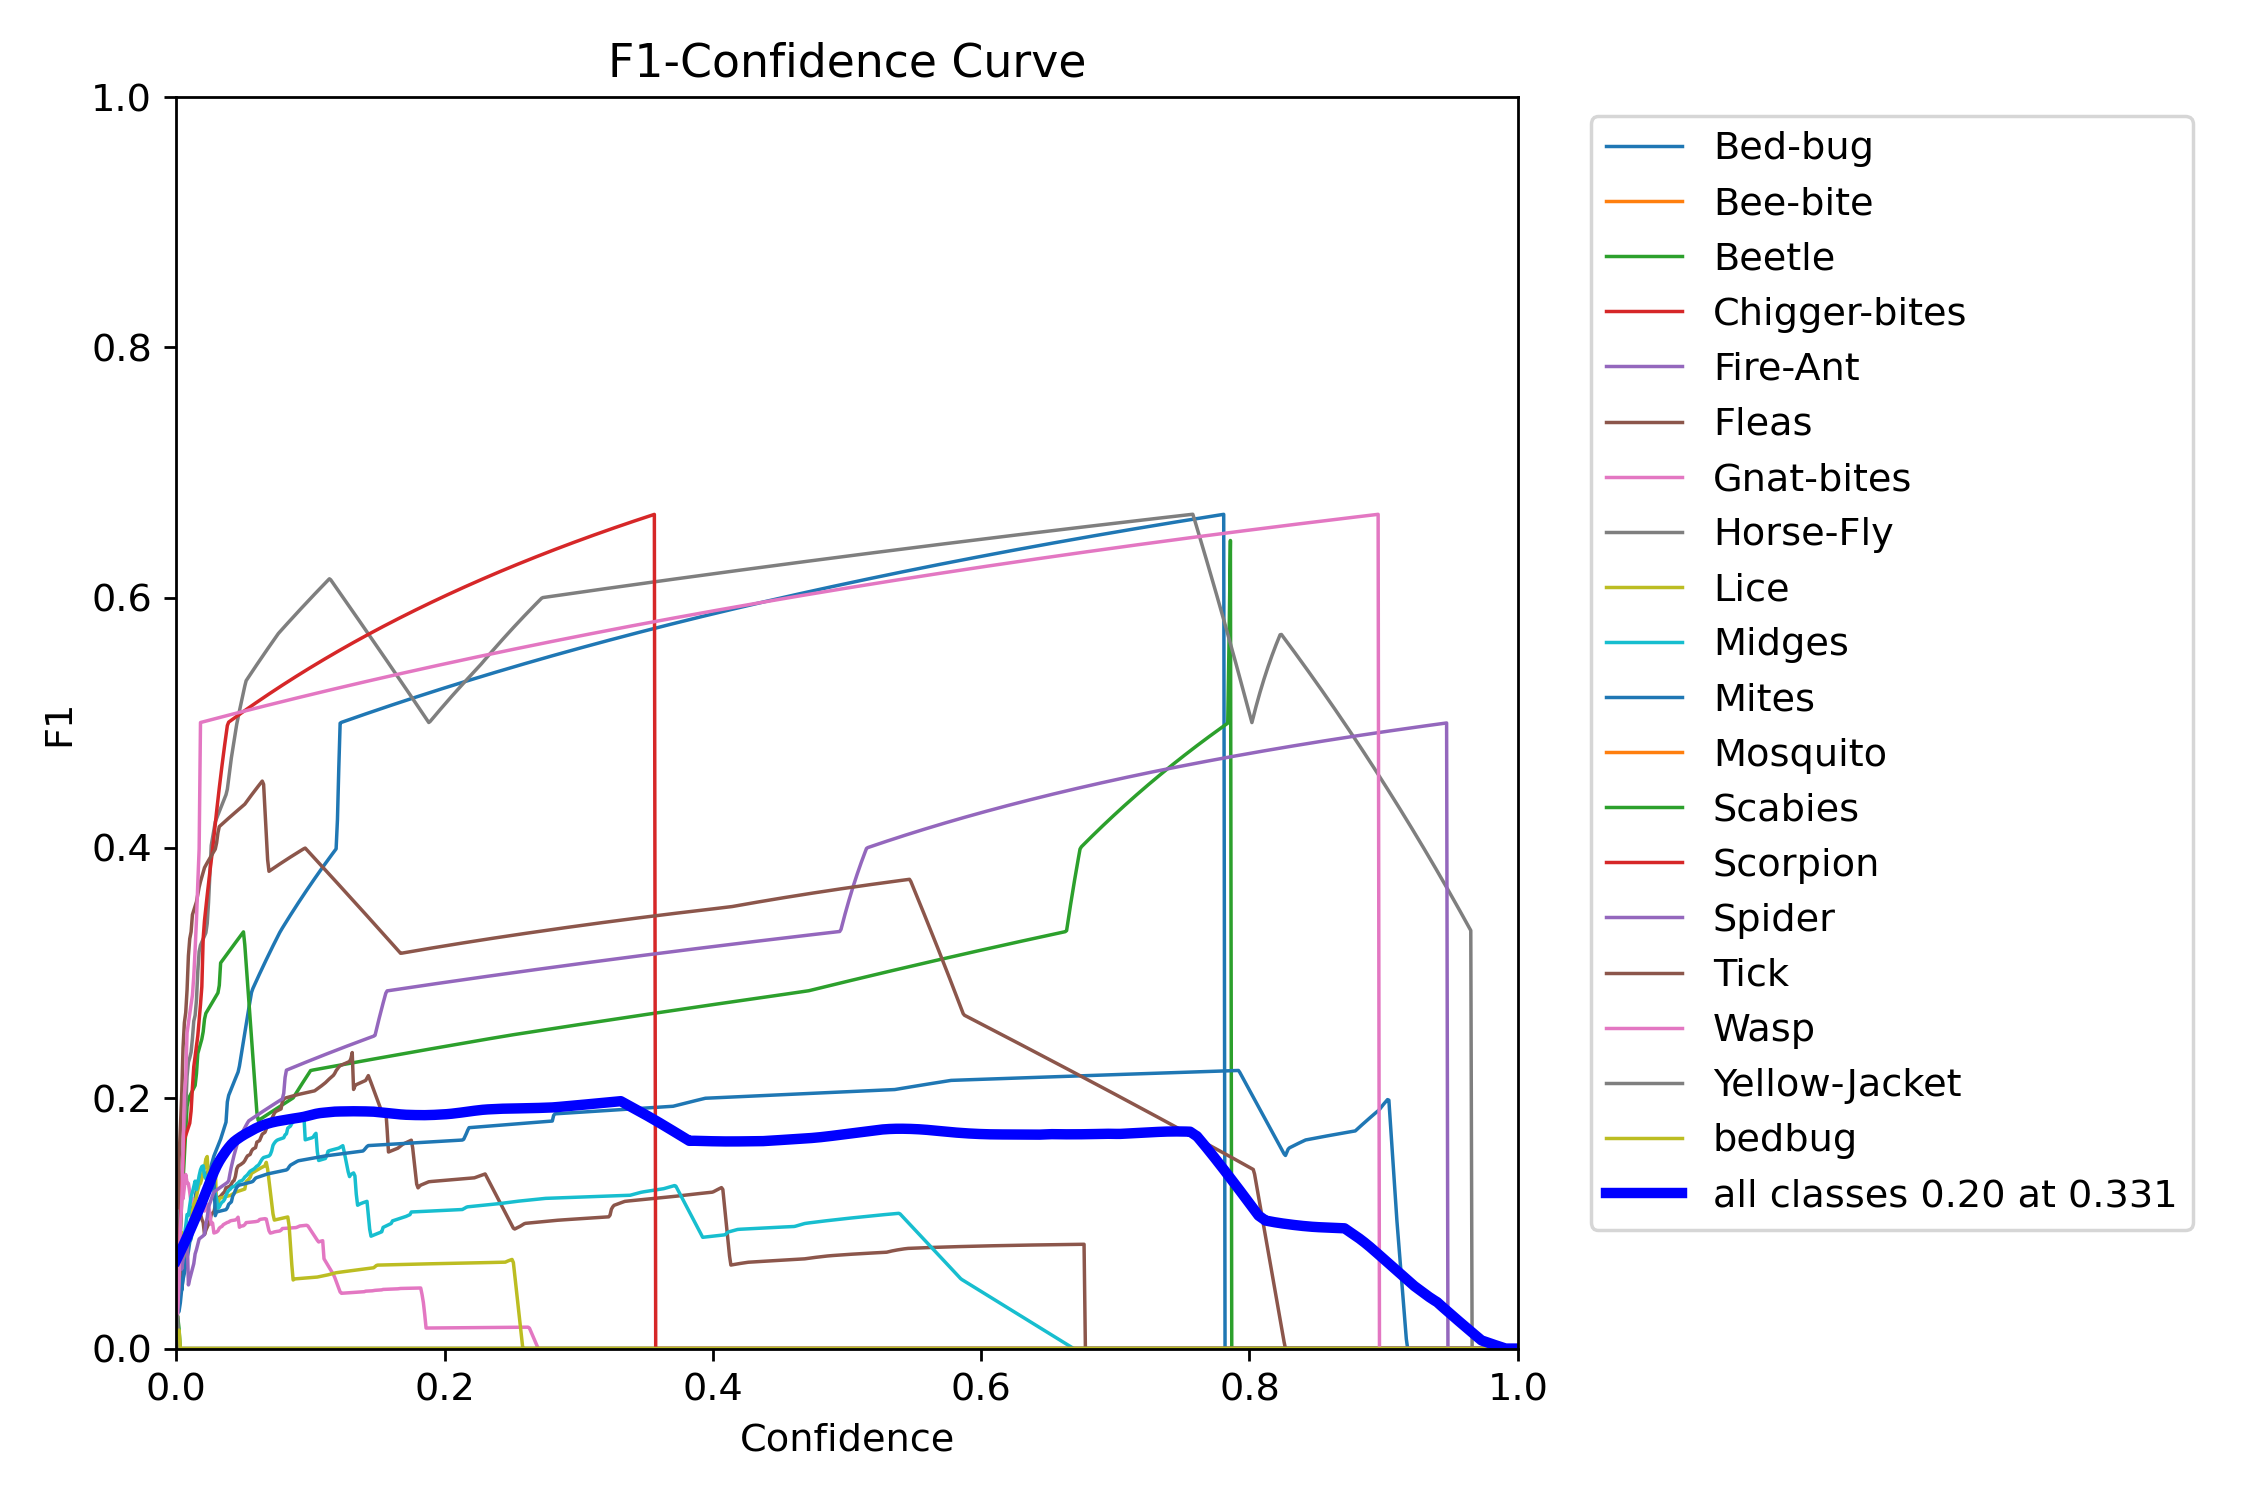 F1-Confidence Curve
1.0
0.8
0.6
0.4
0.2
0.0
F1
0.0 0.2 0.4 0.6 0.8 1.0
Confidence
Bed-bug
Bee-bite
Beetle
Chigger-bites
Fire-Ant
Fleas
Gnat-bites
Horse-Fly
Lice
Midges
Mites
Mosquito
Scabies
Scorpion
Spider
Tick
Wasp
Yellow-Jacket
bedbug
all classes 0.20 at 0.331